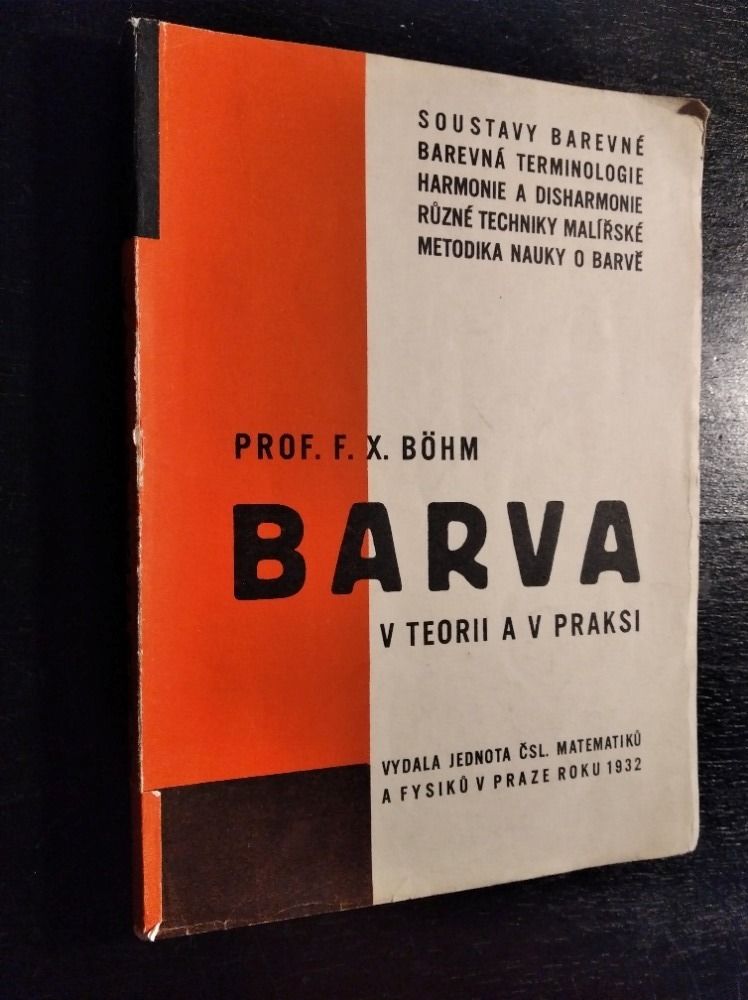 SOUSTAVY BAREVNÉ
BAREVNÁ TERMINOLOGIE
HARMONIE A DISHARMONIE
RŮZNÉ TECHNIKY MALÍŘSKÉ
METODIKA NAUKY O BARVĚ
PROF. F. X. BÖHM
BARVA
V TEORII A V PRAKSI
VYDALA JEDNOTA ČSL. MATEMATIKŮ
A FYSIKŮ V PRAZE ROKU 1932